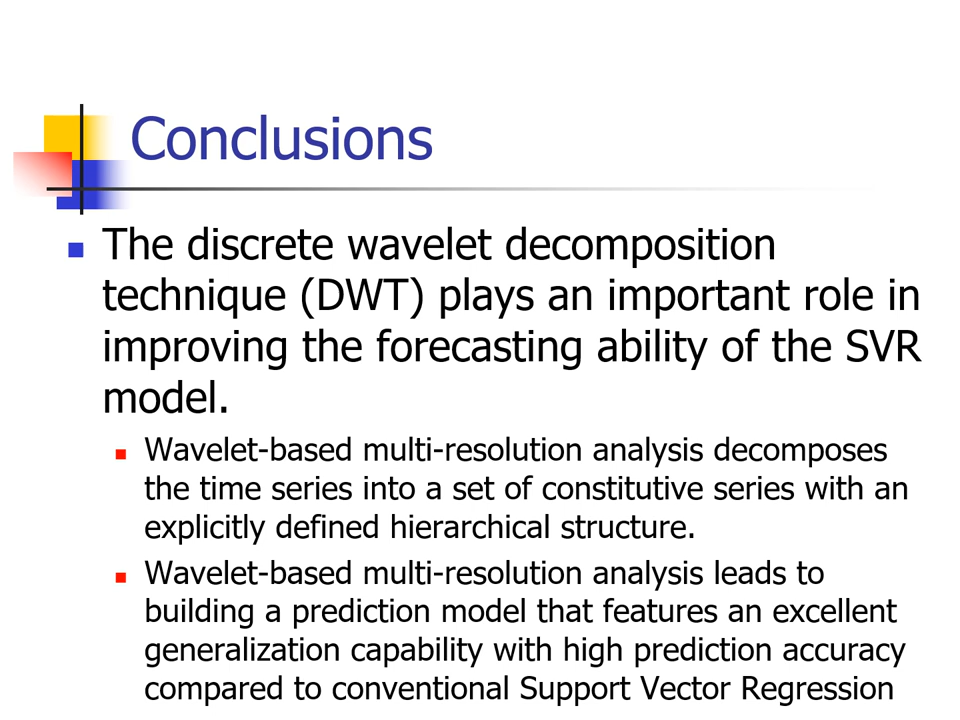 Conclusions
The discrete wavelet decomposition
technique (DWT) plays an important role in
improving the forecasting ability of the SVR
model.
Wavelet-based multi-resolution analysis decomposes
the time series into a set of constitutive series with an
explicitly defined hierarchical structure.
Wavelet-based multi-resolution analysis leads to
building a prediction model that features an excellent
generalization capability with high prediction accuracy
compared to conventional Support Vector Regression